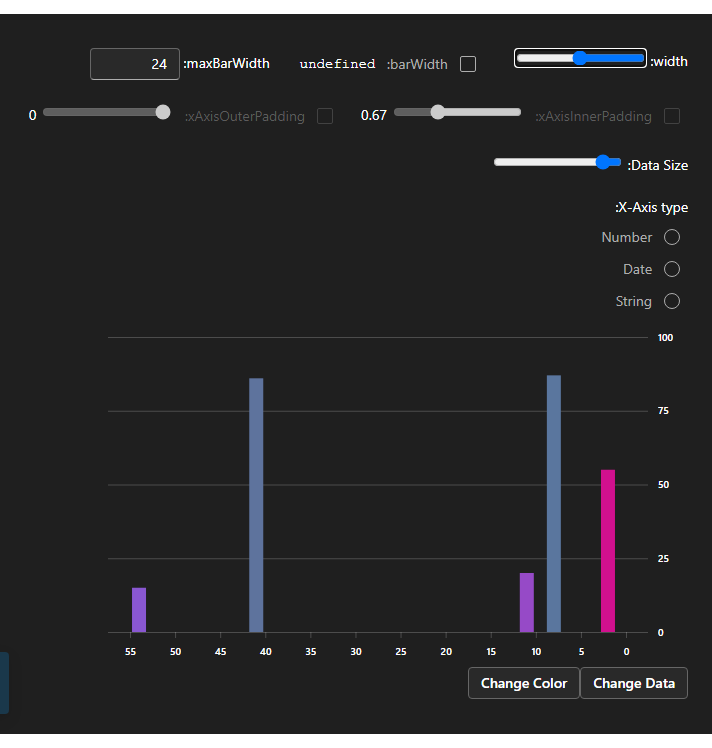 width:
barWidth: undefined
maxBarWidth: 24
xAxisInnerPadding: 0.67
xAxisOuterPadding: 0
Data Size:
X-Axis type:
Number
Date
String
100
75
50
25
0
55 50 45 40 35 30 25 20 15 10 5 0
Change Color Change Data